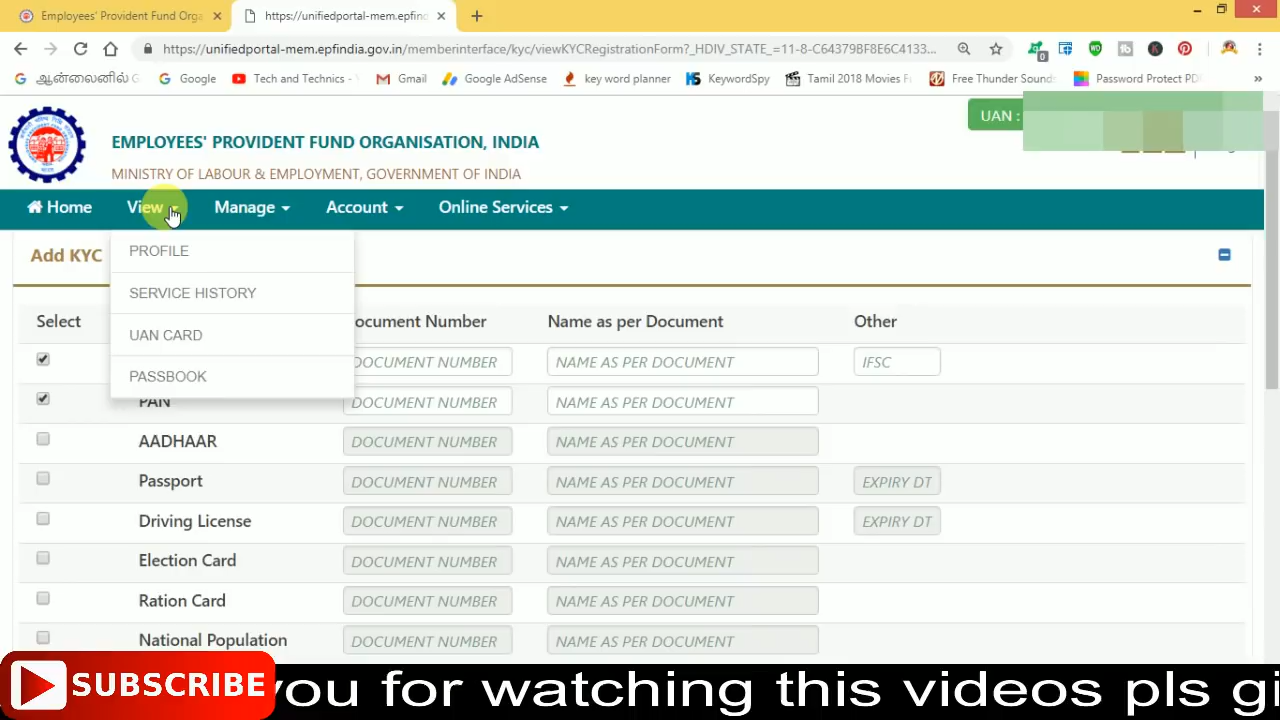 Employees' Provident Fund Orga
https://unifiedportal-mem.epfind
https://unifiedportal-mem.epfindia.gov.in/memberinterface/kyc/viewKYCRegistrationForm?_HDIV_STATE_=11-8-C64379BF8E6C4133...
ஆன்லைனில் G
Google
Tech and Technics -
Gmail
Google AdSense
key word planner
KeywordSpy
Tamil 2018 Movies F
Free Thunder Sound
Password Protect PD
»
UAN :
EMPLOYEES' PROVIDENT FUND ORGANISATION, INDIA
MINISTRY OF LABOUR & EMPLOYMENT, GOVERNMENT OF INDIA
Home View Manage Account Online Services
PROFILE
SERVICE HISTORY
UAN CARD
PASSBOOK
Add KYC
Select ocument Number Name as per Document Other
DOCUMENT NUMBER NAME AS PER DOCUMENT IFSC
PAN DOCUMENT NUMBER NAME AS PER DOCUMENT
AADHAAR DOCUMENT NUMBER NAME AS PER DOCUMENT
Passport DOCUMENT NUMBER NAME AS PER DOCUMENT EXPIRY DT
Driving License DOCUMENT NUMBER NAME AS PER DOCUMENT EXPIRY DT
Election Card DOCUMENT NUMBER NAME AS PER DOCUMENT
Ration Card DOCUMENT NUMBER NAME AS PER DOCUMENT
National Population DOCUMENT NUMBER NAME AS PER DOCUMENT
SUBSCRIBE
you for watching this videos pls gi